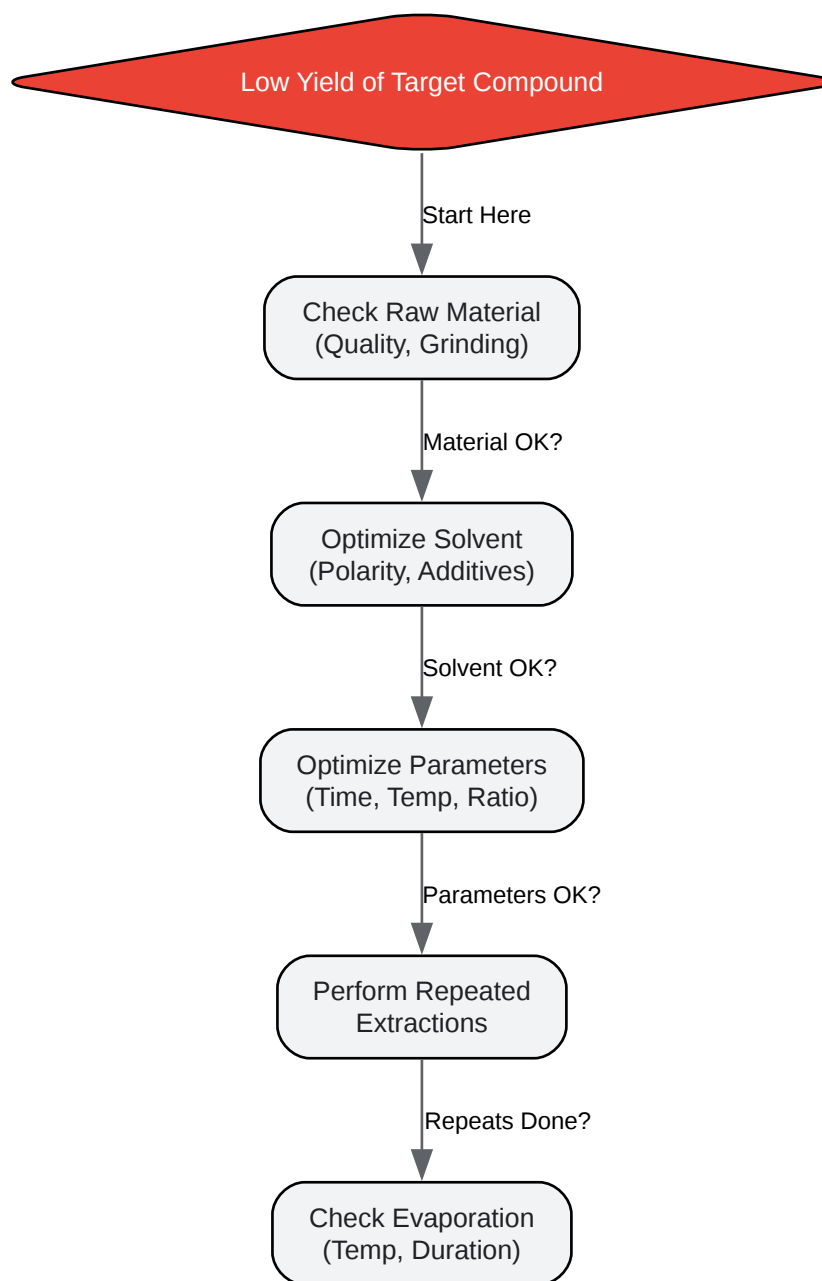 Low Yield of Target Compound
Start Here
Check Raw Material
(Quality, Grinding)
Material OK?
Optimize Solvent
(Polarity, Additives)
Solvent OK?
Optimize Parameters
(Time, Temp, Ratio)
Parameters OK?
Perform Repeated
Extractions
Repeats Done?
Check Evaporation
(Temp, Duration)